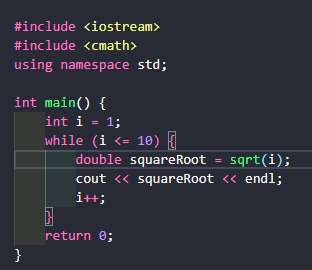 #include <iostream>
#include <cmath>
using namespace std;
int main() {
int i = 1;
while (i <= 10) {
double squareRoot = sqrt(i);
cout << squareRoot << endl;
i++;
}
return 0;
}